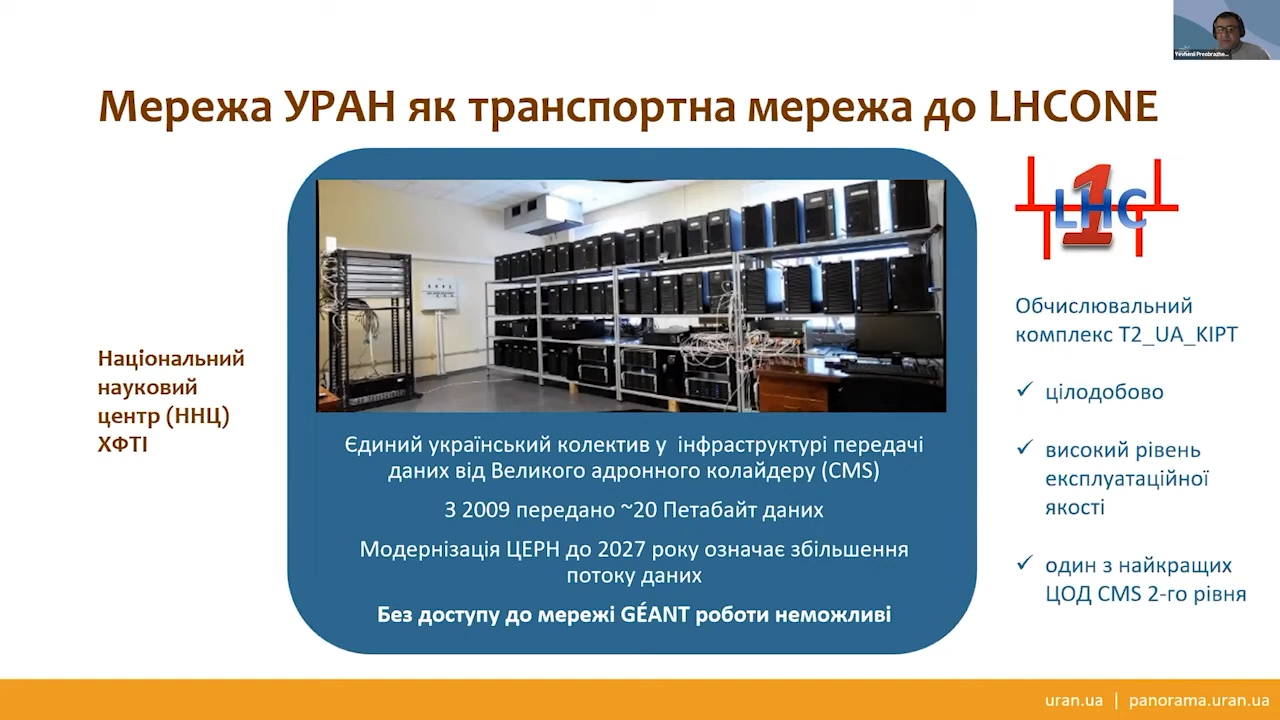 Yevhenii Preobrazhe...
Мережа УРАН як транспортна мережа до LHCONE
Національний
науковий
центр (ННЦ)
ХФТІ
Єдиний український колектив у інфраструктурі передачі
даних від Великого адронного колайдеру (CMS)
З 2009 передано ~20 Петабайт даних
Модернізація ЦЕРН до 2027 року означає збільшення
потоку даних
Без доступу до мережі GÉANT роботи неможливі
LHC
1
Обчислювальний
комплекс T2_UA_KIPT
✓ цілодобово
✓ високий рівень
експлуатаційної
якості
✓ один з найкращих
ЦОД CMS 2-го рівня
uran.ua | panorama.uran.ua